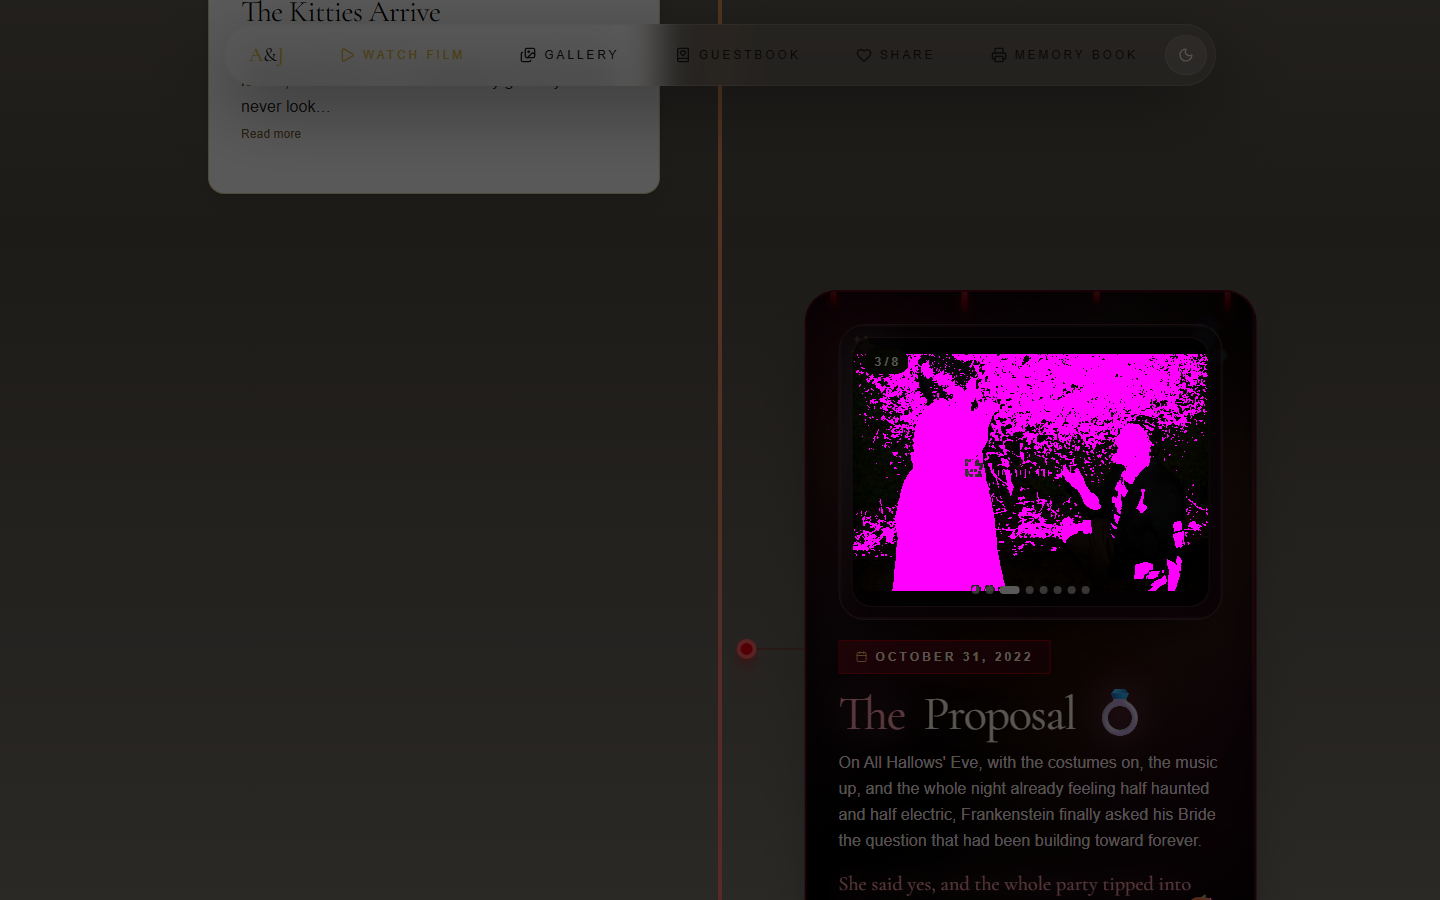 The Kitties Arrive
A&J
WATCH FILM
GALLERY
GUESTBOOK
SHARE
MEMORY BOOK
never look…
Read more
3/8
OCTOBER 31, 2022
The Proposal 💍
On All Hallows' Eve, with the costumes on, the music
up, and the whole night already feeling half haunted
and half electric, Frankenstein finally asked his Bride
the question that had been building toward forever.
She said yes, and the whole party tipped into